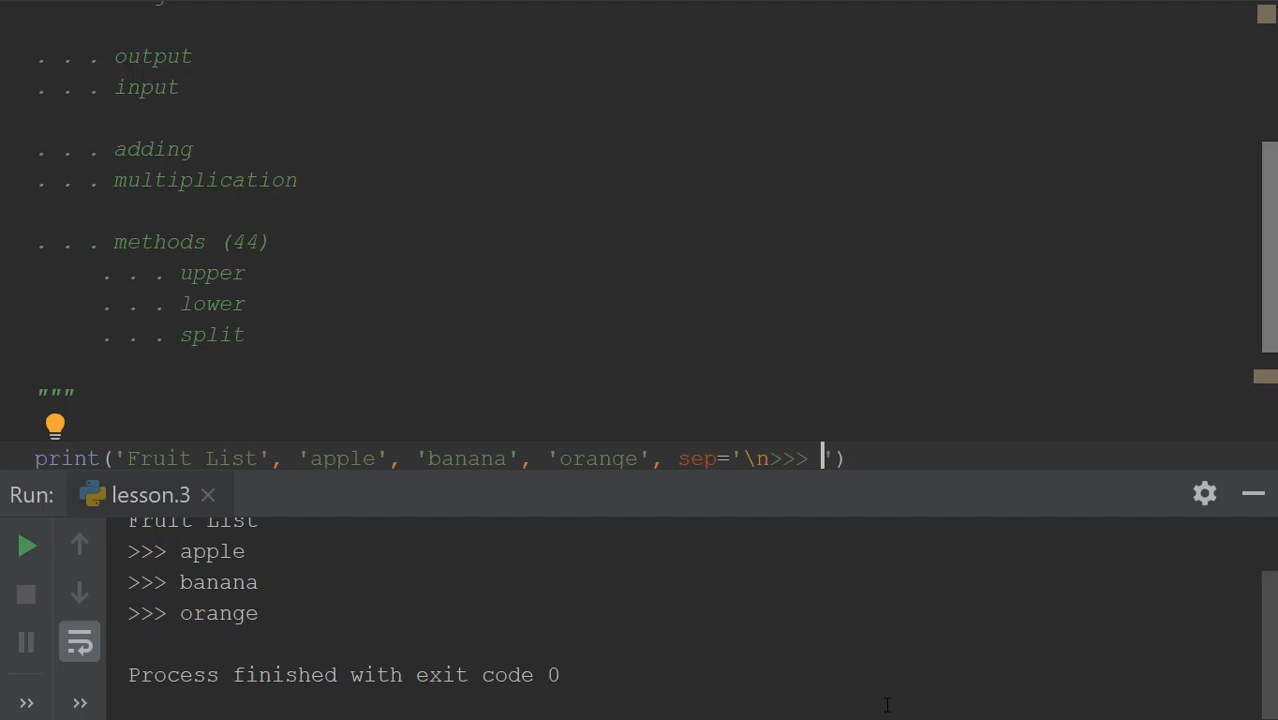 . . . output
. . . input
. . . adding
. . . multiplication
. . . methods (44)
. . . upper
. . . lower
. . . split
"""
print('Fruit List', 'apple', 'banana', 'orange', sep='\n>>> ')
Run: lesson.3
Fruit List
>>> apple
>>> banana
>>> orange
Process finished with exit code 0